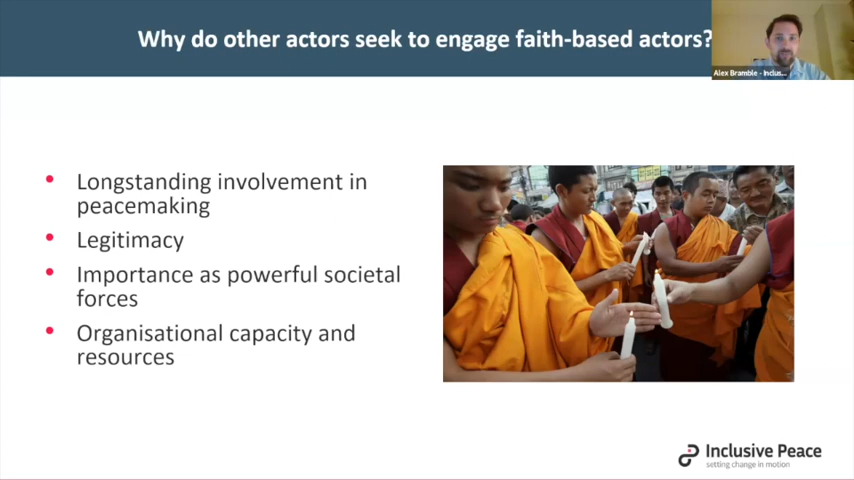 Why do other actors seek to engage faith-based actors?
Alex Bramble - Inclus...
• Longstanding involvement in
peacemaking
• Legitimacy
• Importance as powerful societal
forces
• Organisational capacity and
resources
Inclusive Peace
setting change in motion